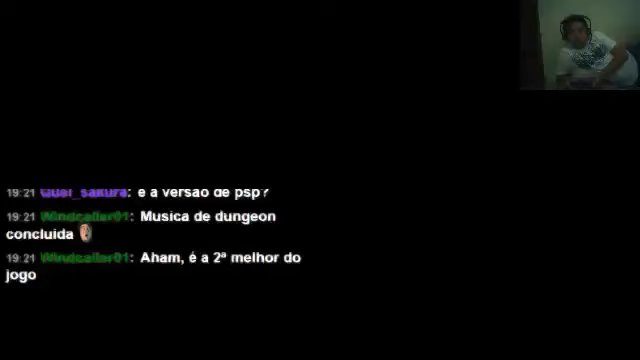 19:21 Quel_sakura: e a versão de psp?
19:21 Windcaller01: Musica de dungeon
concluida
19:21 Windcaller01: Aham, é a 2ª melhor do
jogo